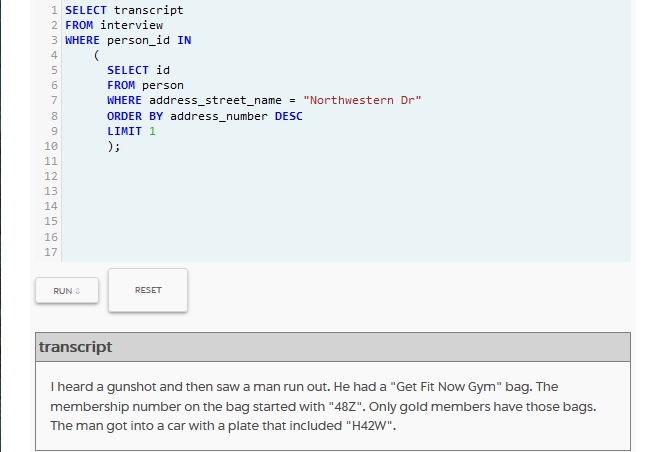 1 SELECT transcript
2 FROM interview
3 WHERE person_id IN
4 (
5 SELECT id
6 FROM person
7 WHERE address_street_name = "Northwestern Dr"
8 ORDER BY address_number DESC
9 LIMIT 1
10 );
11
12
13
14
15
16
17
RUN ⇩
RESET
transcript
I heard a gunshot and then saw a man run out. He had a "Get Fit Now Gym" bag. The
membership number on the bag started with "48Z". Only gold members have those bags.
The man got into a car with a plate that included "H42W".